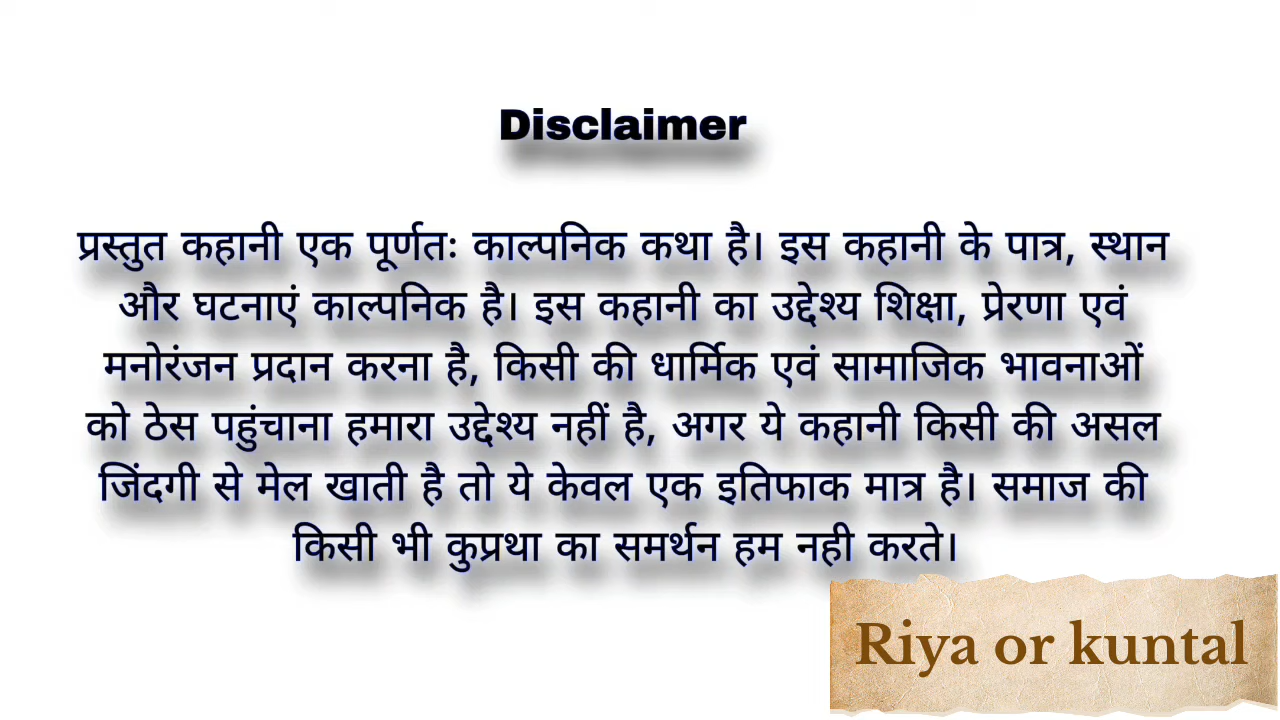 Disclaimer
प्रस्तुत कहानी एक पूर्णतः काल्पनिक कथा है। इस कहानी के पात्र, स्थान
और घटनाएं काल्पनिक है। इस कहानी का उद्देश्य शिक्षा, प्रेरणा एवं
मनोरंजन प्रदान करना है, किसी की धार्मिक एवं सामाजिक भावनाओं
को ठेस पहुंचाना हमारा उद्देश्य नहीं है, अगर ये कहानी किसी की असल
जिंदगी से मेल खाती है तो ये केवल एक इतिफाक मात्र है। समाज की
किसी भी कुप्रथा का समर्थन हम नही करते।
Riya or kuntal